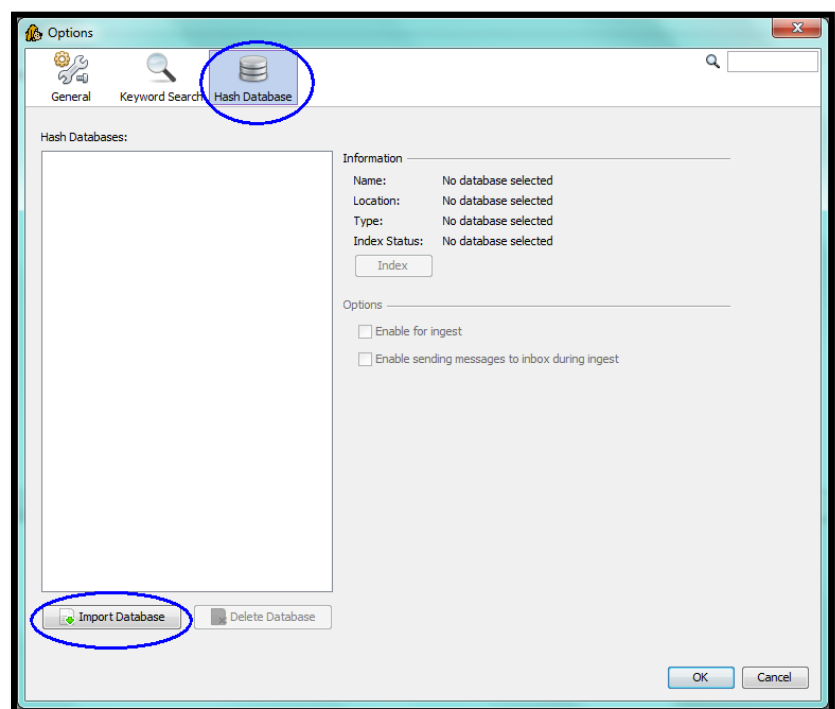 Options
General
Keyword Search
Hash Database
Hash Databases:
Information
Name: No database selected
Location: No database selected
Type: No database selected
Index Status: No database selected
Index
Options
Enable for ingest
Enable sending messages to inbox during ingest
Import Database
Delete Database
OK
Cancel